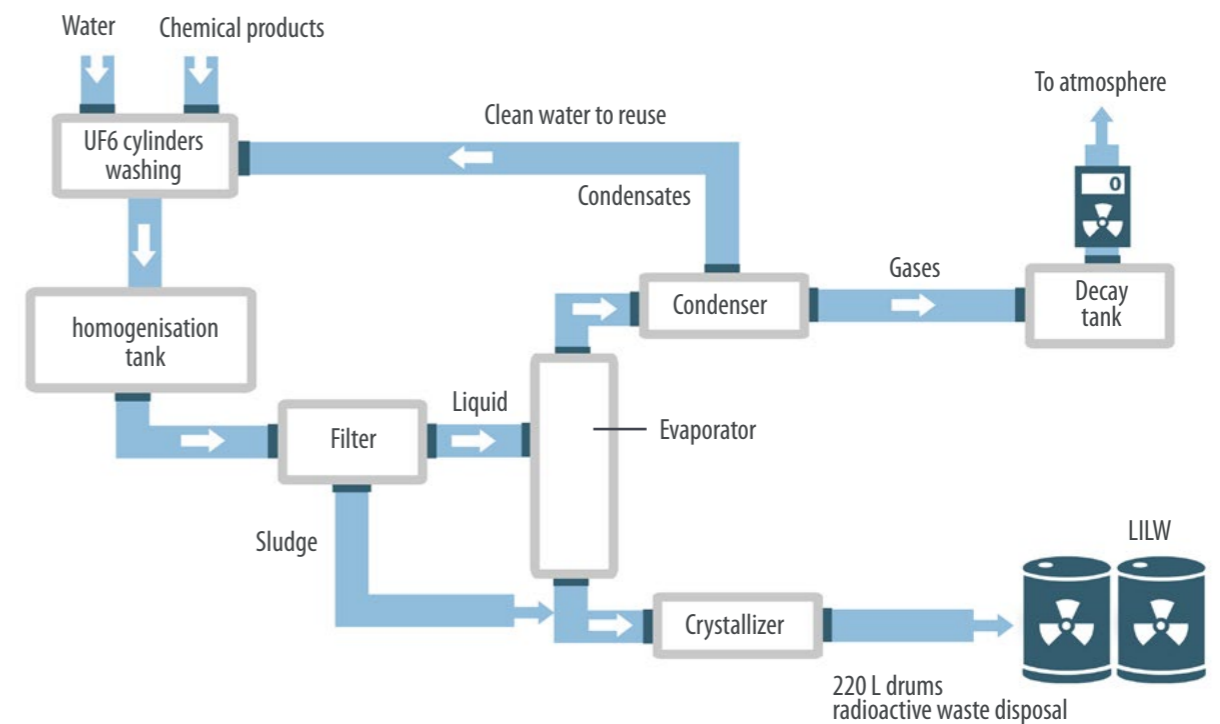 Water
Chemical products
To atmosphere
Clean water to reuse
UF6 cylinders
washing
Condensates
0
Gases
Condenser
Decay
tank
homogenisation
tank
Liquid
Filter
Evaporator
Sludge
LILW
Crystallizer
220 L drums
radioactive waste disposal